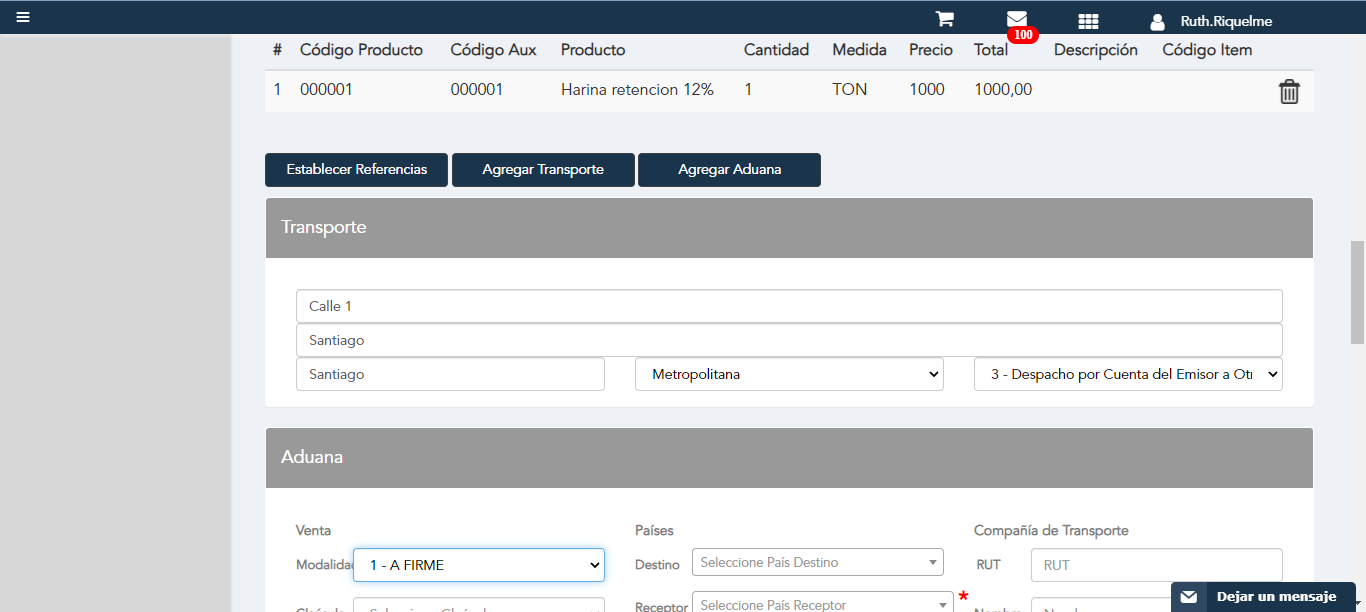 Ruth.Riquelme
100
# Código Producto Código Aux Producto Cantidad Medida Precio Total Descripción Código Item
1 000001 000001 Harina retencion 12% 1 TON 1000 1000,00
Establecer Referencias Agregar Transporte Agregar Aduana
Transporte
Calle 1
Santiago
Santiago Metropolitana 3 - Despacho por Cuenta del Emisor a Otr
Aduana
Venta Países Compañía de Transporte
Modalidad 1 - A FIRME Destino Seleccione País Destino RUT RUT
Receptor Seleccione País Receptor *
Dejar un mensaje